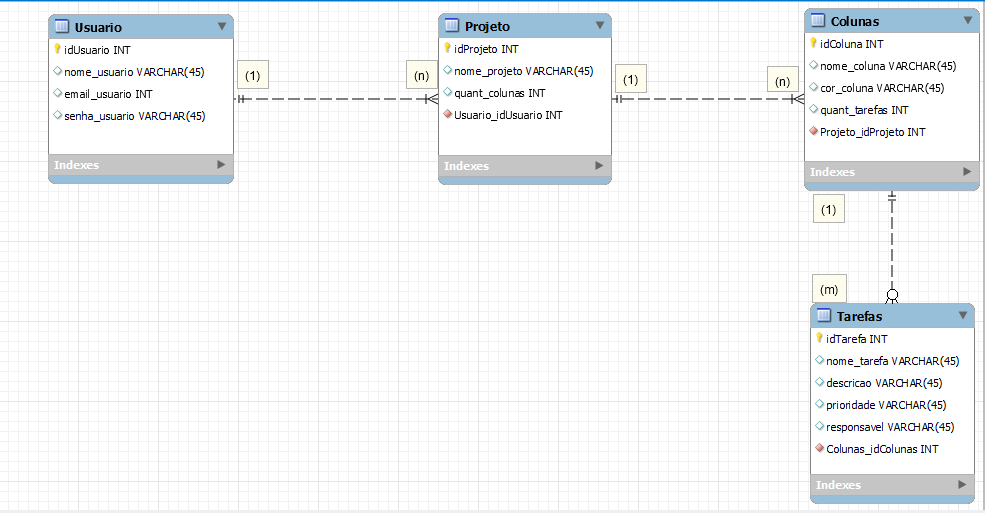 Usuario
idUsuario INT
nome_usuario VARCHAR(45)
email_usuario INT
senha_usuario VARCHAR(45)
Indexes
(1)
(n)
Projeto
idProjeto INT
nome_projeto VARCHAR(45)
quant_colunas INT
Usuario_idUsuario INT
Indexes
(1)
(n)
Colunas
idColuna INT
nome_coluna VARCHAR(45)
cor_coluna VARCHAR(45)
quant_tarefas INT
Projeto_idProjeto INT
Indexes
(1)
(m)
Tarefas
idTarefa INT
nome_tarefa VARCHAR(45)
descricao VARCHAR(45)
prioridade VARCHAR(45)
responsavel VARCHAR(45)
Colunas_idColunas INT
Indexes